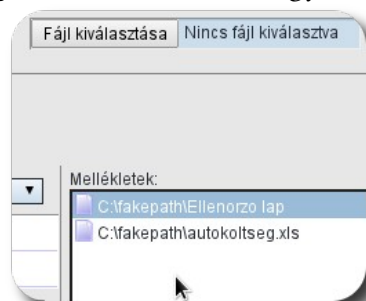 Fájl kiválasztása Nincs fájl kiválasztva
Mellékletek:
C:\fakepath\Ellenorzo lap
C:\fakepath\autokoltseg.xls